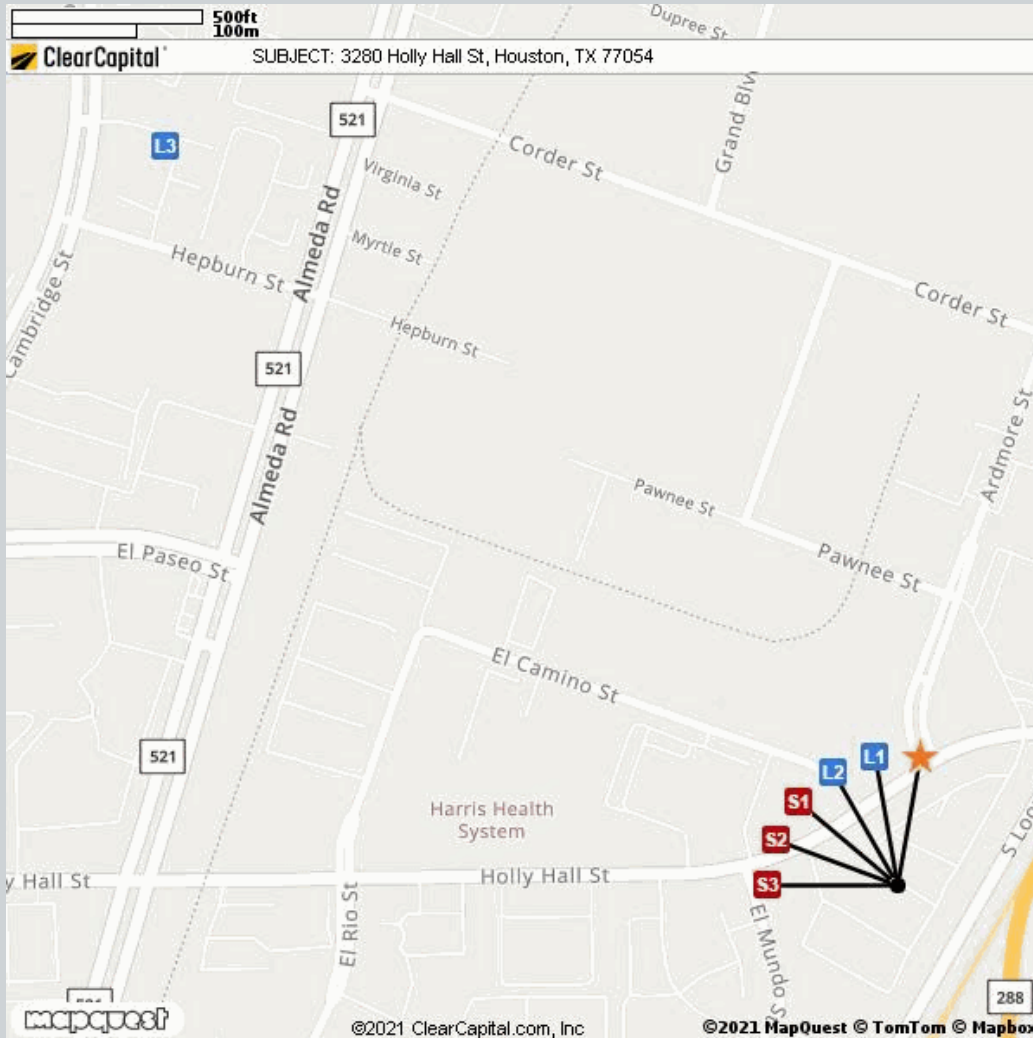 500ft
100m
ClearCapital
SUBJECT: 3280 Holly Hall St, Houston, TX 77054
Dupree St
521
L3
Grand Blv
Corder St
Virginia St
Almeda Rd
Myrtle St
Hepburn St
Cambridge St
Corder St
Hepburn St
521
Ardmore St
Almeda Rd
Pawnee St
El Paseo St
Pawnee St
El Camino St
521
L1
L2
S1
Harris Health
System
S2
S Loo
y Hall St
Holly Hall St
S3
El Rio St
El Mundo S
288
mapquest
©2021 ClearCapital.com, Inc
©2021 MapQuest © TomTom © Mapbox